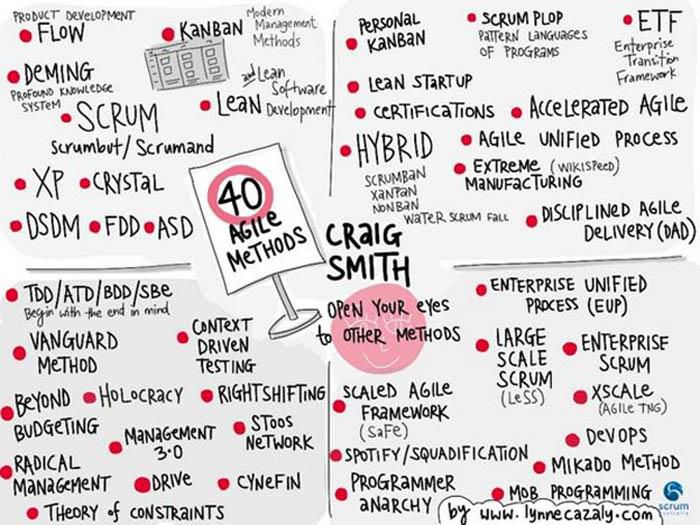 PRODUCT DEVELOPMENT
FLOW
KANBAN
Modern
Management
Methods
DEMING
PROFOUND KNOWLEDGE
SYSTEM
and Lean
Software
LEAN Development
SCRUM
Scrumbut/Scrumand
XP CRYSTAL
DSDM FDD ASD
PERSONAL
KANBAN
SCRUM PLOP
PATTERN LANGUAGES
OF PROGRAMS
ETF
Enterprise
Transition
Framework
LEAN STARTUP
CERTIFICATIONS ACCELERATED AGILE
HYBRID
SCRUMBAN
XANPAN
NONBAN
WATER SCRUM FALL
AGILE UNIFIED PROCESS
EXTREME (WIKISPEED)
MANUFACTURING
DISCIPLINED AGILE
DELIVERY (DAD)
40
AGILE
METHODS
CRAIG
SMITH
OPEN YOUR EYES
to OTHER METHODS
TDD/ATD/BDD/SBE
Begin with the end in mind
VANGUARD
METHOD
CONTEXT
DRIVEN
TESTING
BEYOND
BUDGETING
HOLOCRACY
RIGHTSHIFTING
MANAGEMENT
3.0
STOOS
NETWORK
RADICAL
MANAGEMENT
DRIVE
CYNEFIN
THEORY of CONSTRAINTS
ENTERPRISE UNIFIED
PROCESS (EUP)
LARGE
SCALE
SCRUM
(LeSS)
ENTERPRISE
SCRUM
XSCALE
(AGILE TNG)
SCALED AGILE
FRAMEWORK
(SaFe)
DEVOPS
SPOTIFY/SQUADIFICATION
MIKADO METHOD
PROGRAMMER
ANARCHY
MOB PROGRAMMING
by www.lynnecazaly.com
scrum